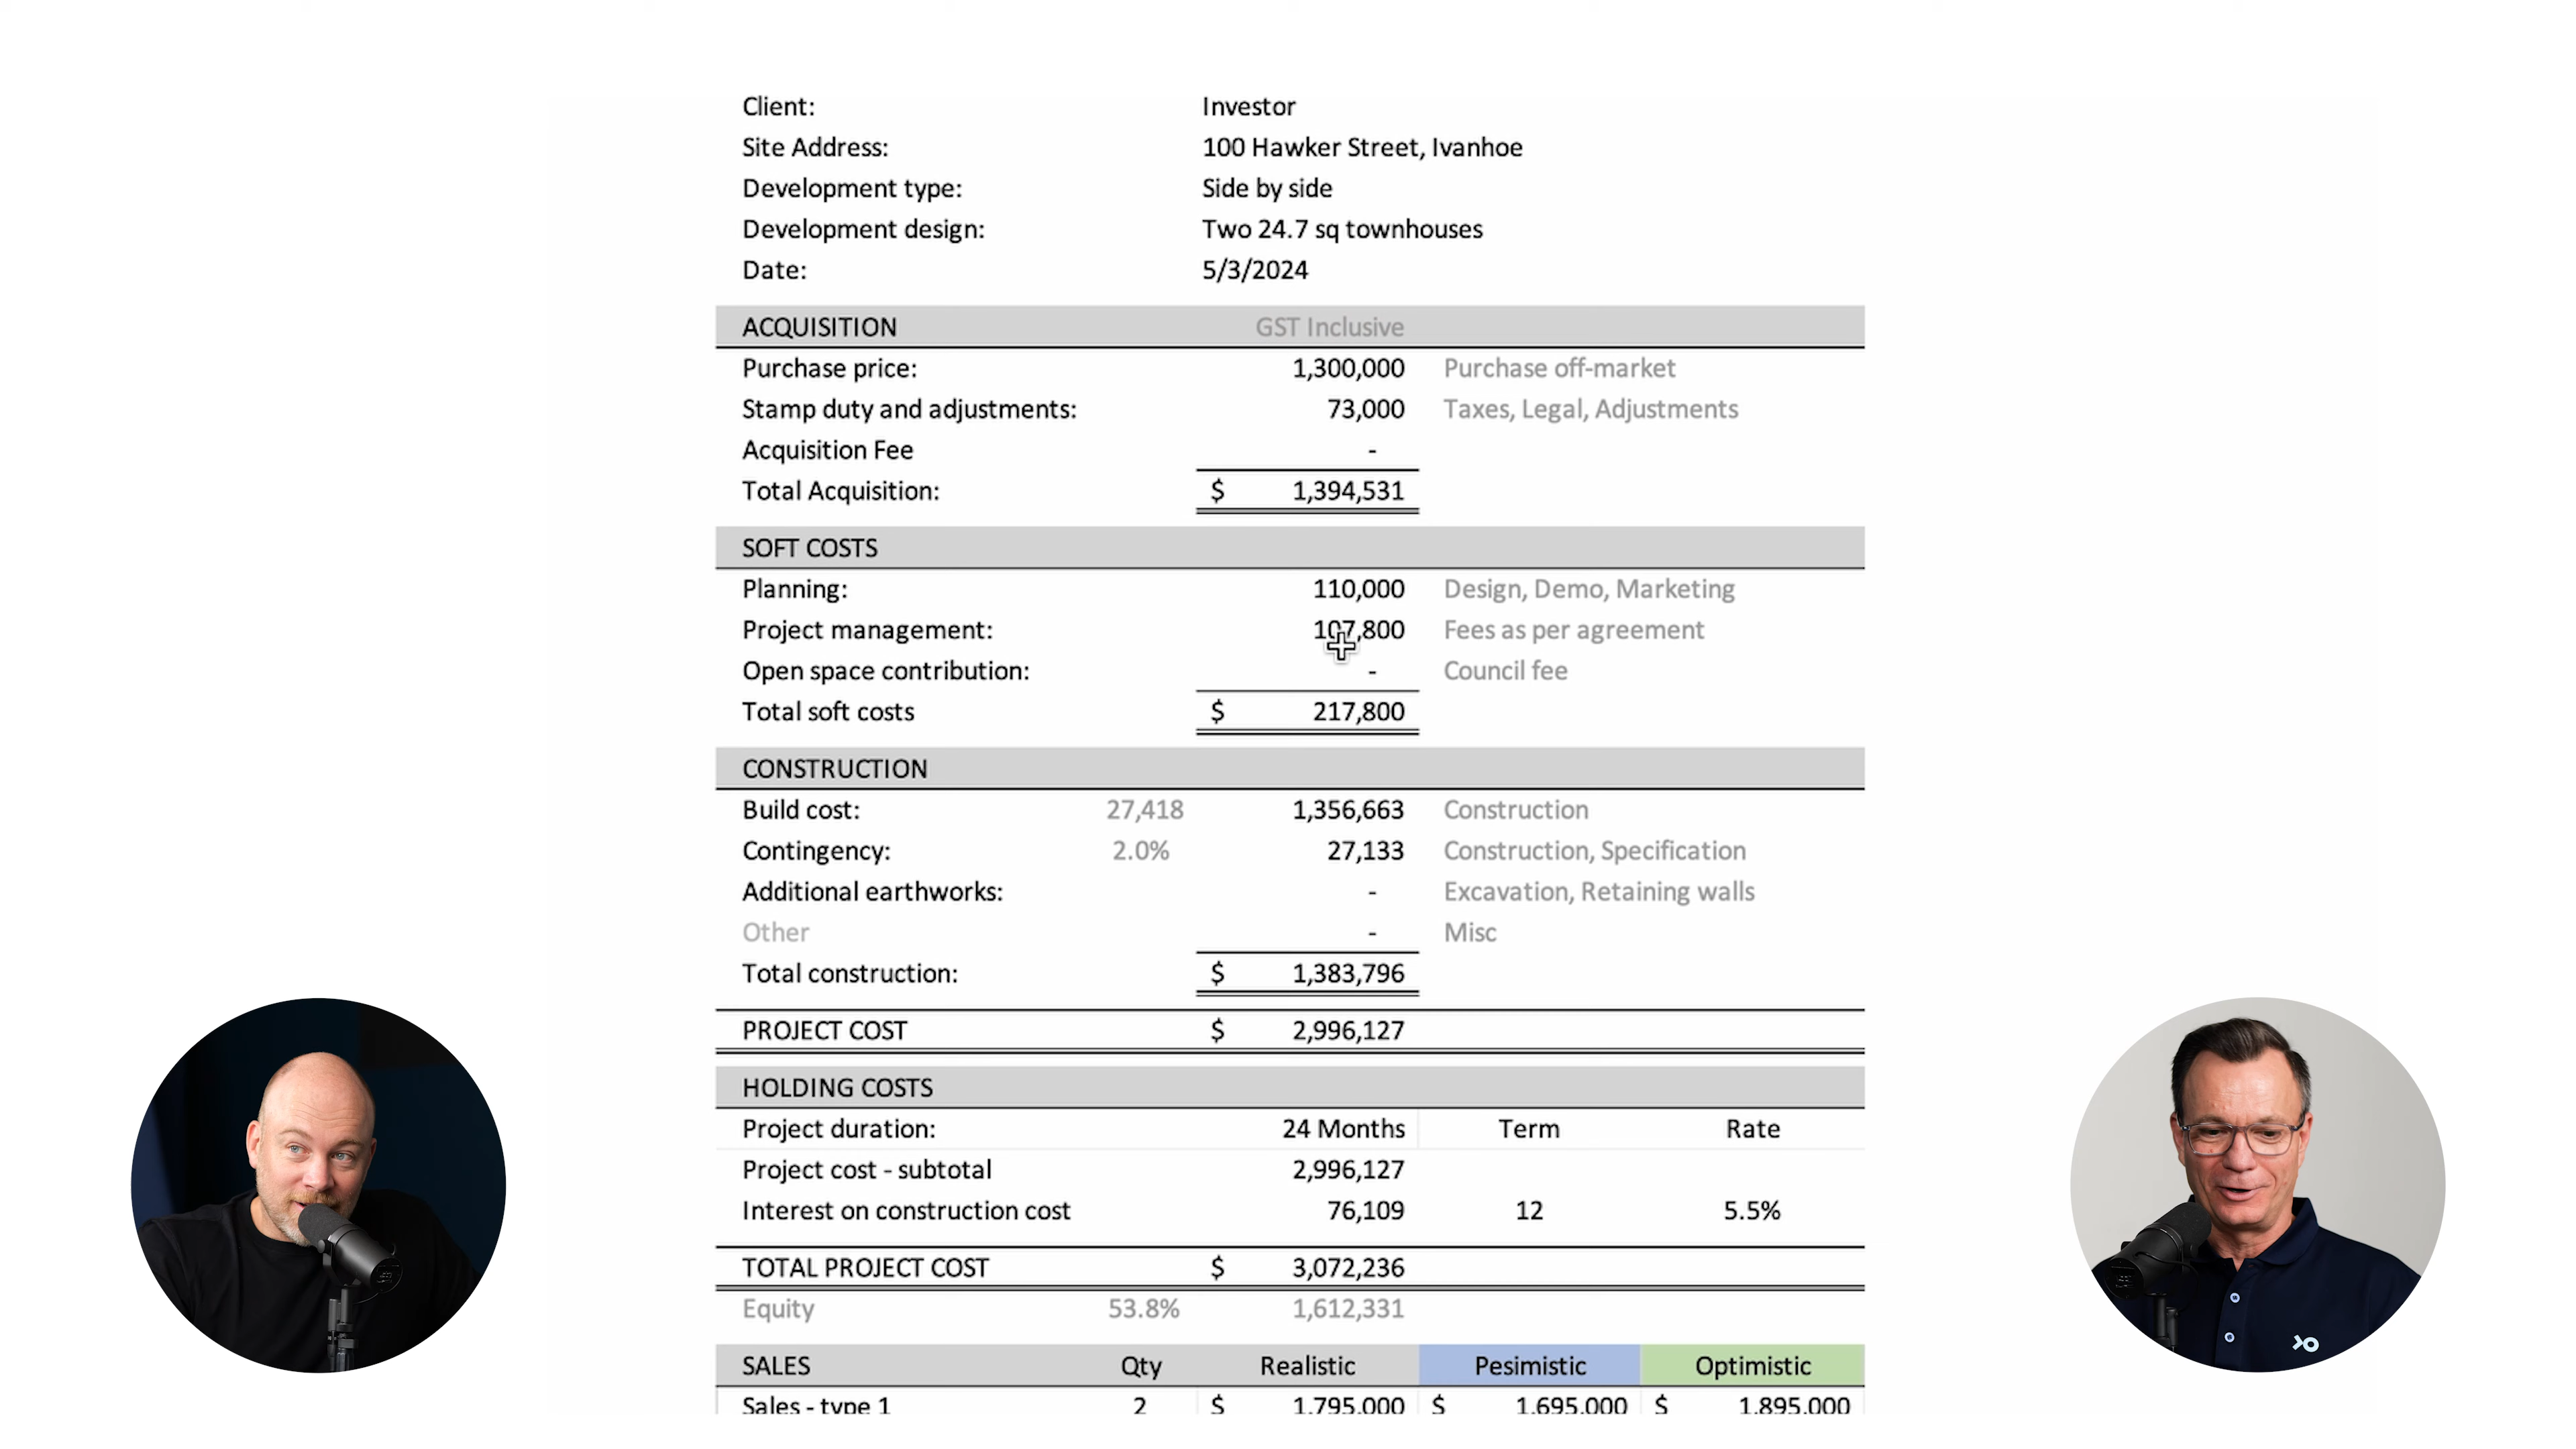 Client: Investor
Site Address: 100 Hawker Street, Ivanhoe
Development type: Side by side
Development design: Two 24.7 sq townhouses
Date: 5/3/2024
ACQUISITION GST Inclusive
Purchase price: 1,300,000 Purchase off-market
Stamp duty and adjustments: 73,000 Taxes, Legal, Adjustments
Acquisition Fee -
Total Acquisition: $ 1,394,531
SOFT COSTS
Planning: 110,000 Design, Demo, Marketing
Project management: 107,800 Fees as per agreement
Open space contribution: - Council fee
Total soft costs $ 217,800
CONSTRUCTION
Build cost: 27,418 1,356,663 Construction
Contingency: 2.0% 27,133 Construction, Specification
Additional earthworks: - Excavation, Retaining walls
Other - Misc
Total construction: $ 1,383,796
PROJECT COST $ 2,996,127
HOLDING COSTS
Project duration: 24 Months Term Rate
Project cost - subtotal 2,996,127
Interest on construction cost 76,109 12 5.5%
TOTAL PROJECT COST $ 3,072,236
Equity 53.8% 1,612,331
SALES Qty Realistic Pesimistic Optimistic
Sales - type 1 2 $ 1,795,000 $ 1,695,000 $ 1,895,000